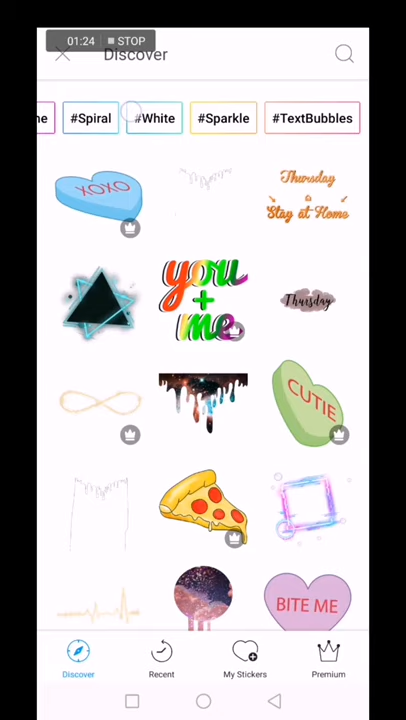 01:24 STOP
Discover
me #Spiral #White #Sparkle #TextBubbles
XOXO
Thursday
Stay at Home
you
+
me
Thursday
CUTIE
BITE ME
Discover Recent My Stickers Premium